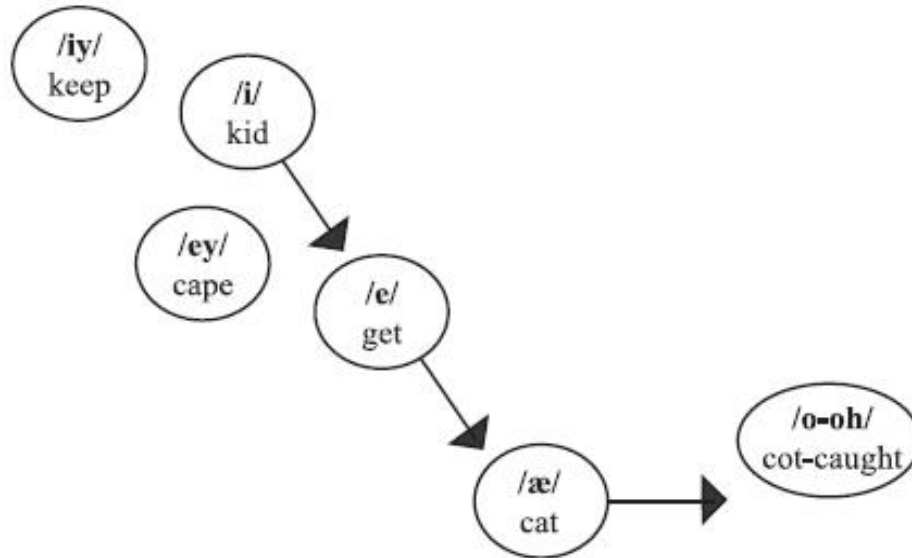 /iy/
keep
/i/
kid
/ey/
cape
/e/
get
/o-oh/
cot-caught
/æ/
cat